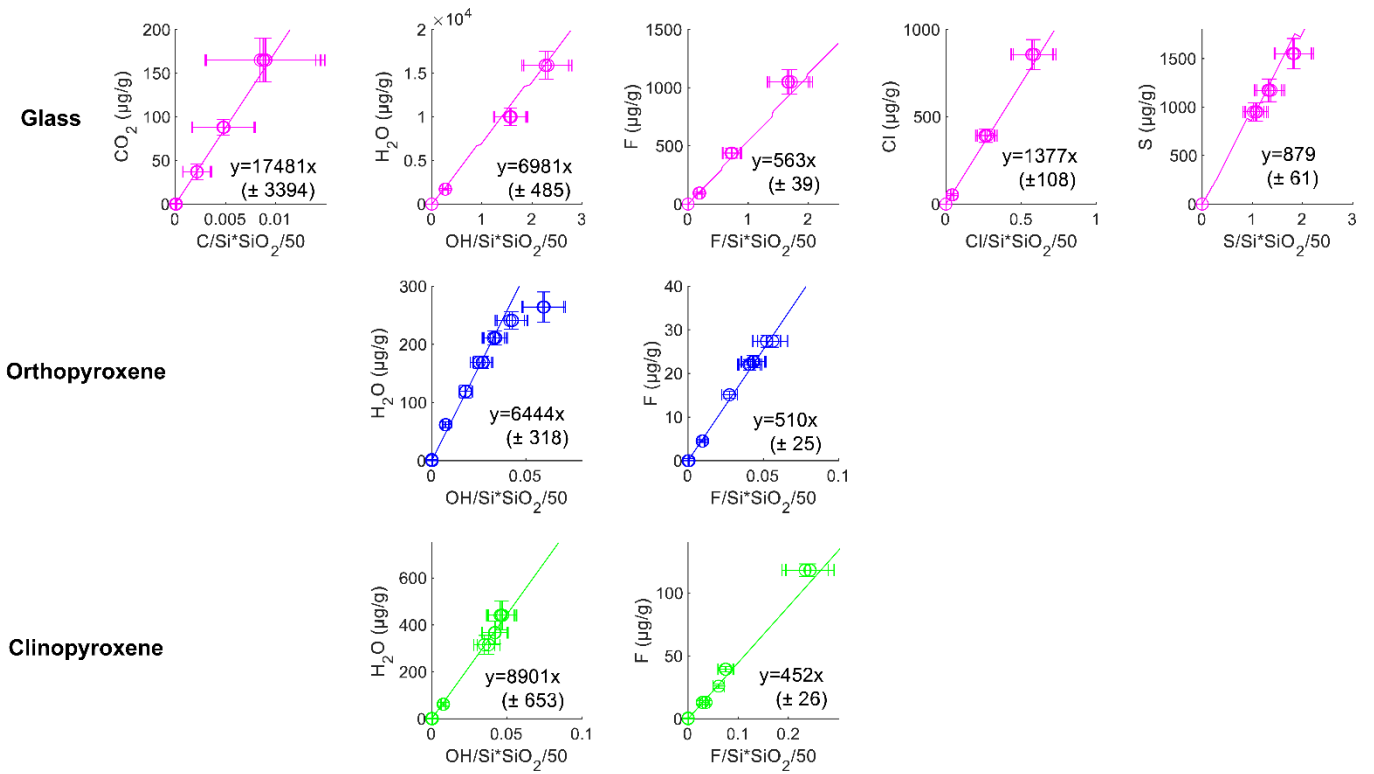 Glass
CO₂ (µg/g)
200
150
100
50
0
0
0.005
0.01
y=17481x
(± 3394)
C/Si*SiO₂/50
×10⁴
H₂O (µg/g)
2
1
0
0
1
2
3
y=6981x
(± 485)
OH/Si*SiO₂/50
F (µg/g)
1500
1000
500
0
0
1
2
y=563x
(± 39)
F/Si*SiO₂/50
Cl (µg/g)
1000
500
0
0
0.5
1
y=1377x
(±108)
Cl/Si*SiO₂/50
S (µg/g)
1500
1000
500
0
0
1
2
3
y=879
(± 61)
S/Si*SiO₂/50
Orthopyroxene
H₂O (µg/g)
300
200
100
0
0
0.05
y=6444x
(± 318)
OH/Si*SiO₂/50
F (µg/g)
40
30
20
10
0
0
0.05
0.1
y=510x
(± 25)
F/Si*SiO₂/50
Clinopyroxene
H₂O (µg/g)
600
400
200
0
0
0.05
0.1
y=8901x
(± 653)
OH/Si*SiO₂/50
F (µg/g)
100
50
0
0
0.1
0.2
y=452x
(± 26)
F/Si*SiO₂/50